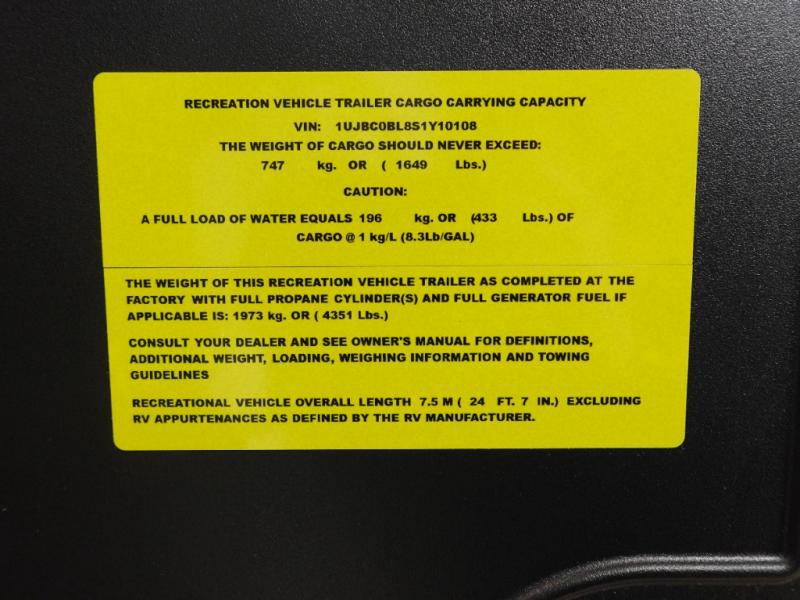 RECREATION VEHICLE TRAILER CARGO CARRYING CAPACITY
VIN: 1UJBC0BL8S1Y10108
THE WEIGHT OF CARGO SHOULD NEVER EXCEED:
747 kg. OR ( 1649 Lbs.)
CAUTION:
A FULL LOAD OF WATER EQUALS 196 kg. OR (433 Lbs.) OF
CARGO @ 1 kg/L (8.3Lb/GAL)
THE WEIGHT OF THIS RECREATION VEHICLE TRAILER AS COMPLETED AT THE
FACTORY WITH FULL PROPANE CYLINDER(S) AND FULL GENERATOR FUEL IF
APPLICABLE IS: 1973 kg. OR ( 4351 Lbs.)
CONSULT YOUR DEALER AND SEE OWNER'S MANUAL FOR DEFINITIONS,
ADDITIONAL WEIGHT, LOADING, WEIGHING INFORMATION AND TOWING
GUIDELINES
RECREATIONAL VEHICLE OVERALL LENGTH 7.5 M ( 24 FT. 7 IN.) EXCLUDING
RV APPURTENANCES AS DEFINED BY THE RV MANUFACTURER.